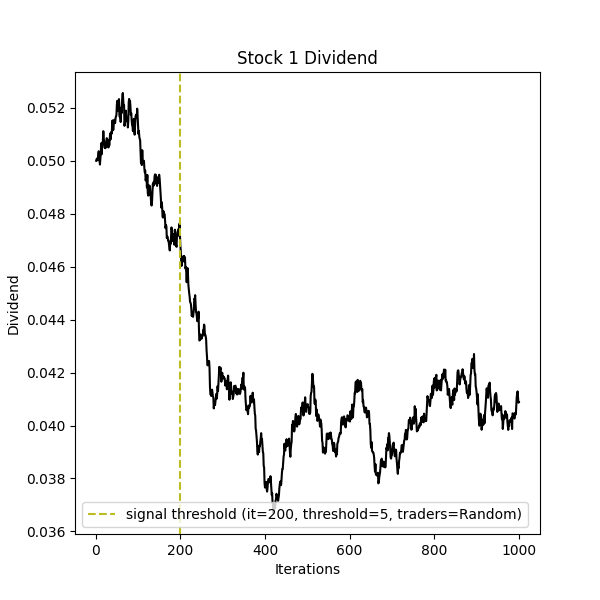 Stock 1 Dividend
0.052
0.050
0.048
0.046
0.044
0.042
0.040
0.038
0.036
Dividend
signal threshold (it=200, threshold=5, traders=Random)
0 200 400 600 800 1000
Iterations